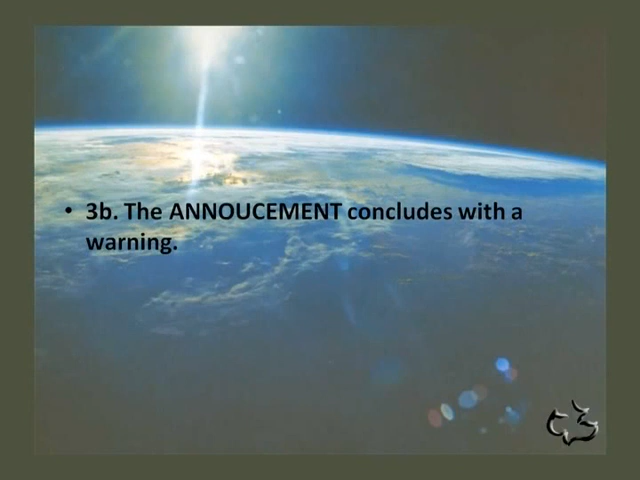 • 3b. The ANNOUCEMENT concludes with a
warning.